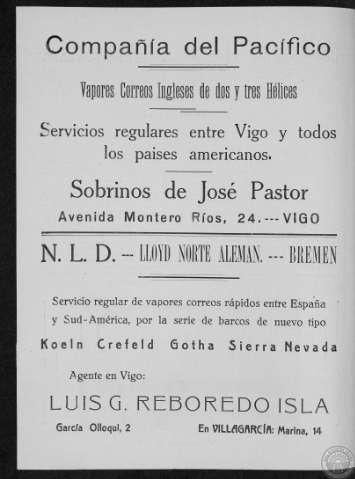 Compañía del Pacífico
Vapores Correos Ingleses de dos y tres Hélices
Servicios regulares entre Vigo y todos
los paises americanos.
Sobrinos de José Pastor
Avenida Montero Ríos, 24.---VIGO
N. L. D. -- LLOYD NORTE ALEMAN. --- BREMEN
Servicio regular de vapores correos rápidos entre España
y Sud-América, por la serie de barcos de nuevo tipo
Koeln Crefeld Gotha Sierra Nevada
Agente en Vigo:
LUIS G. REBOREDO ISLA
García Olloqui, 2 En VILLAGARCÍA: Marina, 14